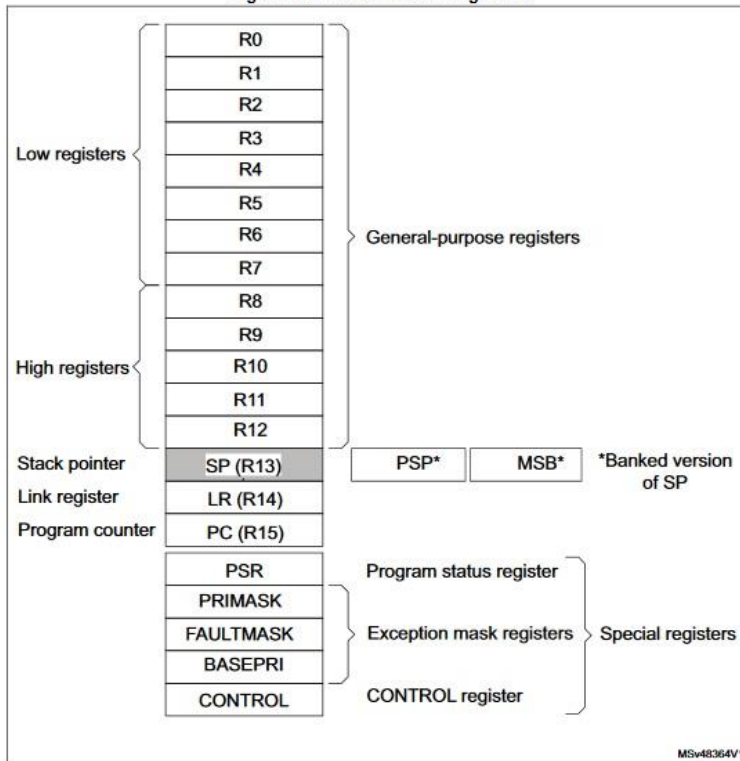 R0
R1
R2
R3
Low registers
R4
R5
R6
General-purpose registers
R7
R8
R9
High registers
R10
R11
R12
Stack pointer
SP (R13)
PSP*
MSB*
*Banked version
of SP
Link register
LR (R14)
Program counter
PC (R15)
PSR
Program status register
PRIMASK
FAULTMASK
Exception mask registers
Special registers
BASEPRI
CONTROL
CONTROL register
MSv48364V1